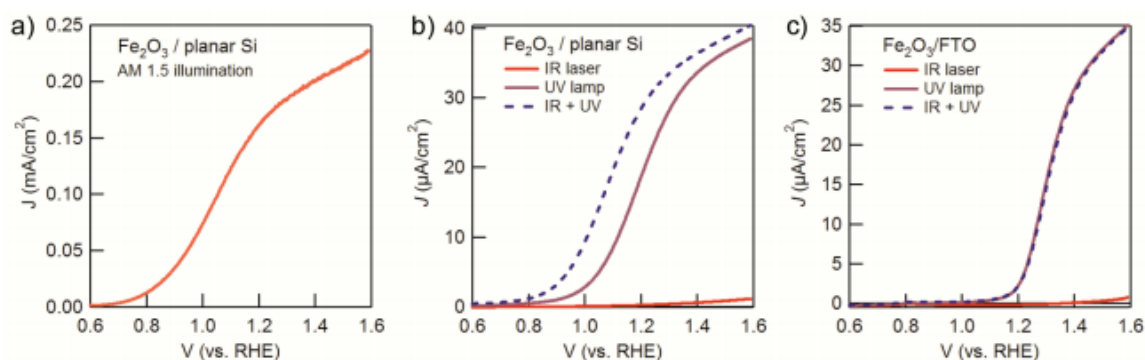 a)
Fe₂O₃ / planar Si
AM 1.5 illumination
J (mA/cm²)
0.25
0.20
0.15
0.10
0.05
0.00
0.6 0.8 1.0 1.2 1.4 1.6
V (vs. RHE)
b)
Fe₂O₃ / planar Si
IR laser
UV lamp
IR + UV
J (µA/cm²)
40
30
20
10
0
0.6 0.8 1.0 1.2 1.4 1.6
V (vs. RHE)
c)
Fe₂O₃/FTO
IR laser
UV lamp
IR + UV
J (µA/cm²)
35
30
25
20
15
10
5
0
0.6 0.8 1.0 1.2 1.4 1.6
V (vs. RHE)